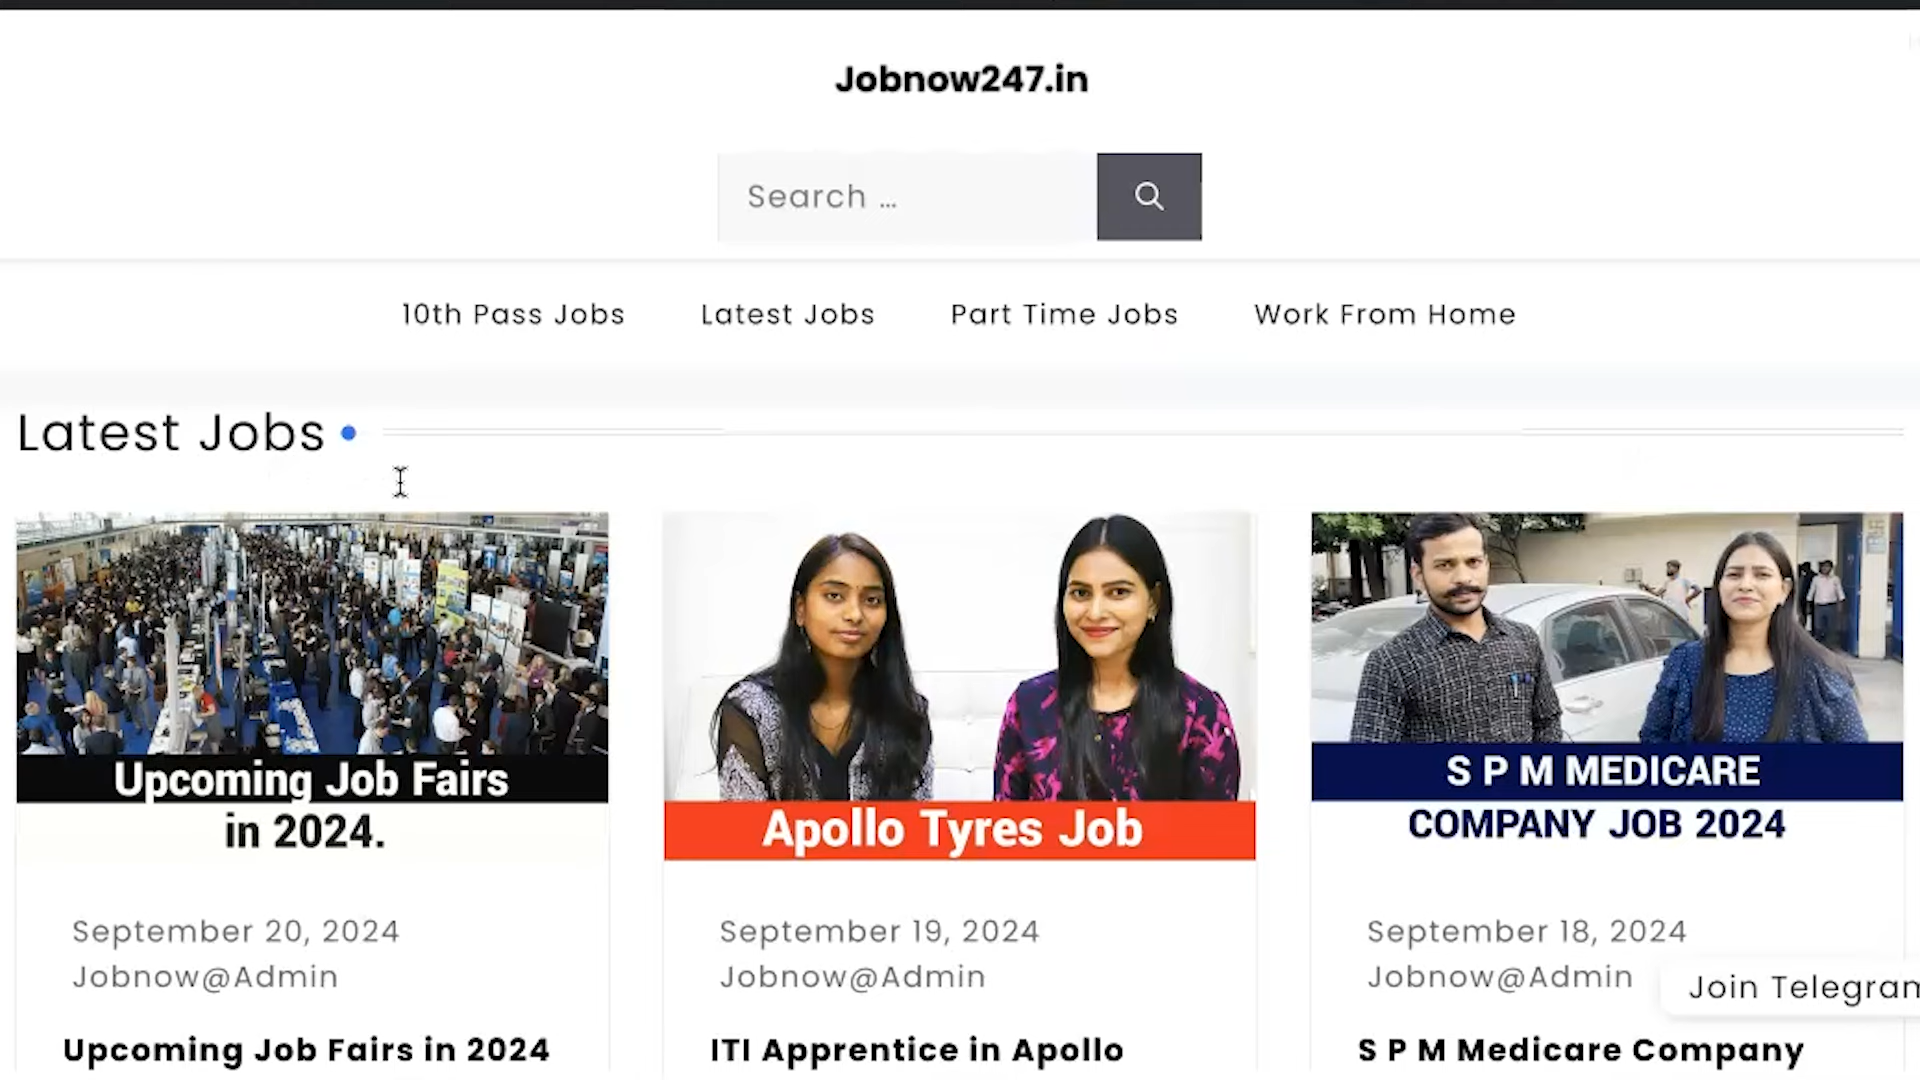 Jobnow247.in
Search …
10th Pass Jobs Latest Jobs Part Time Jobs Work From Home
Latest Jobs
Upcoming Job Fairs
in 2024.
September 20, 2024
Jobnow@Admin
Upcoming Job Fairs in 2024
Apollo Tyres Job
September 19, 2024
Jobnow@Admin
ITI Apprentice in Apollo
S P M MEDICARE
COMPANY JOB 2024
September 18, 2024
Jobnow@Admin
S P M Medicare Company
Join Telegram